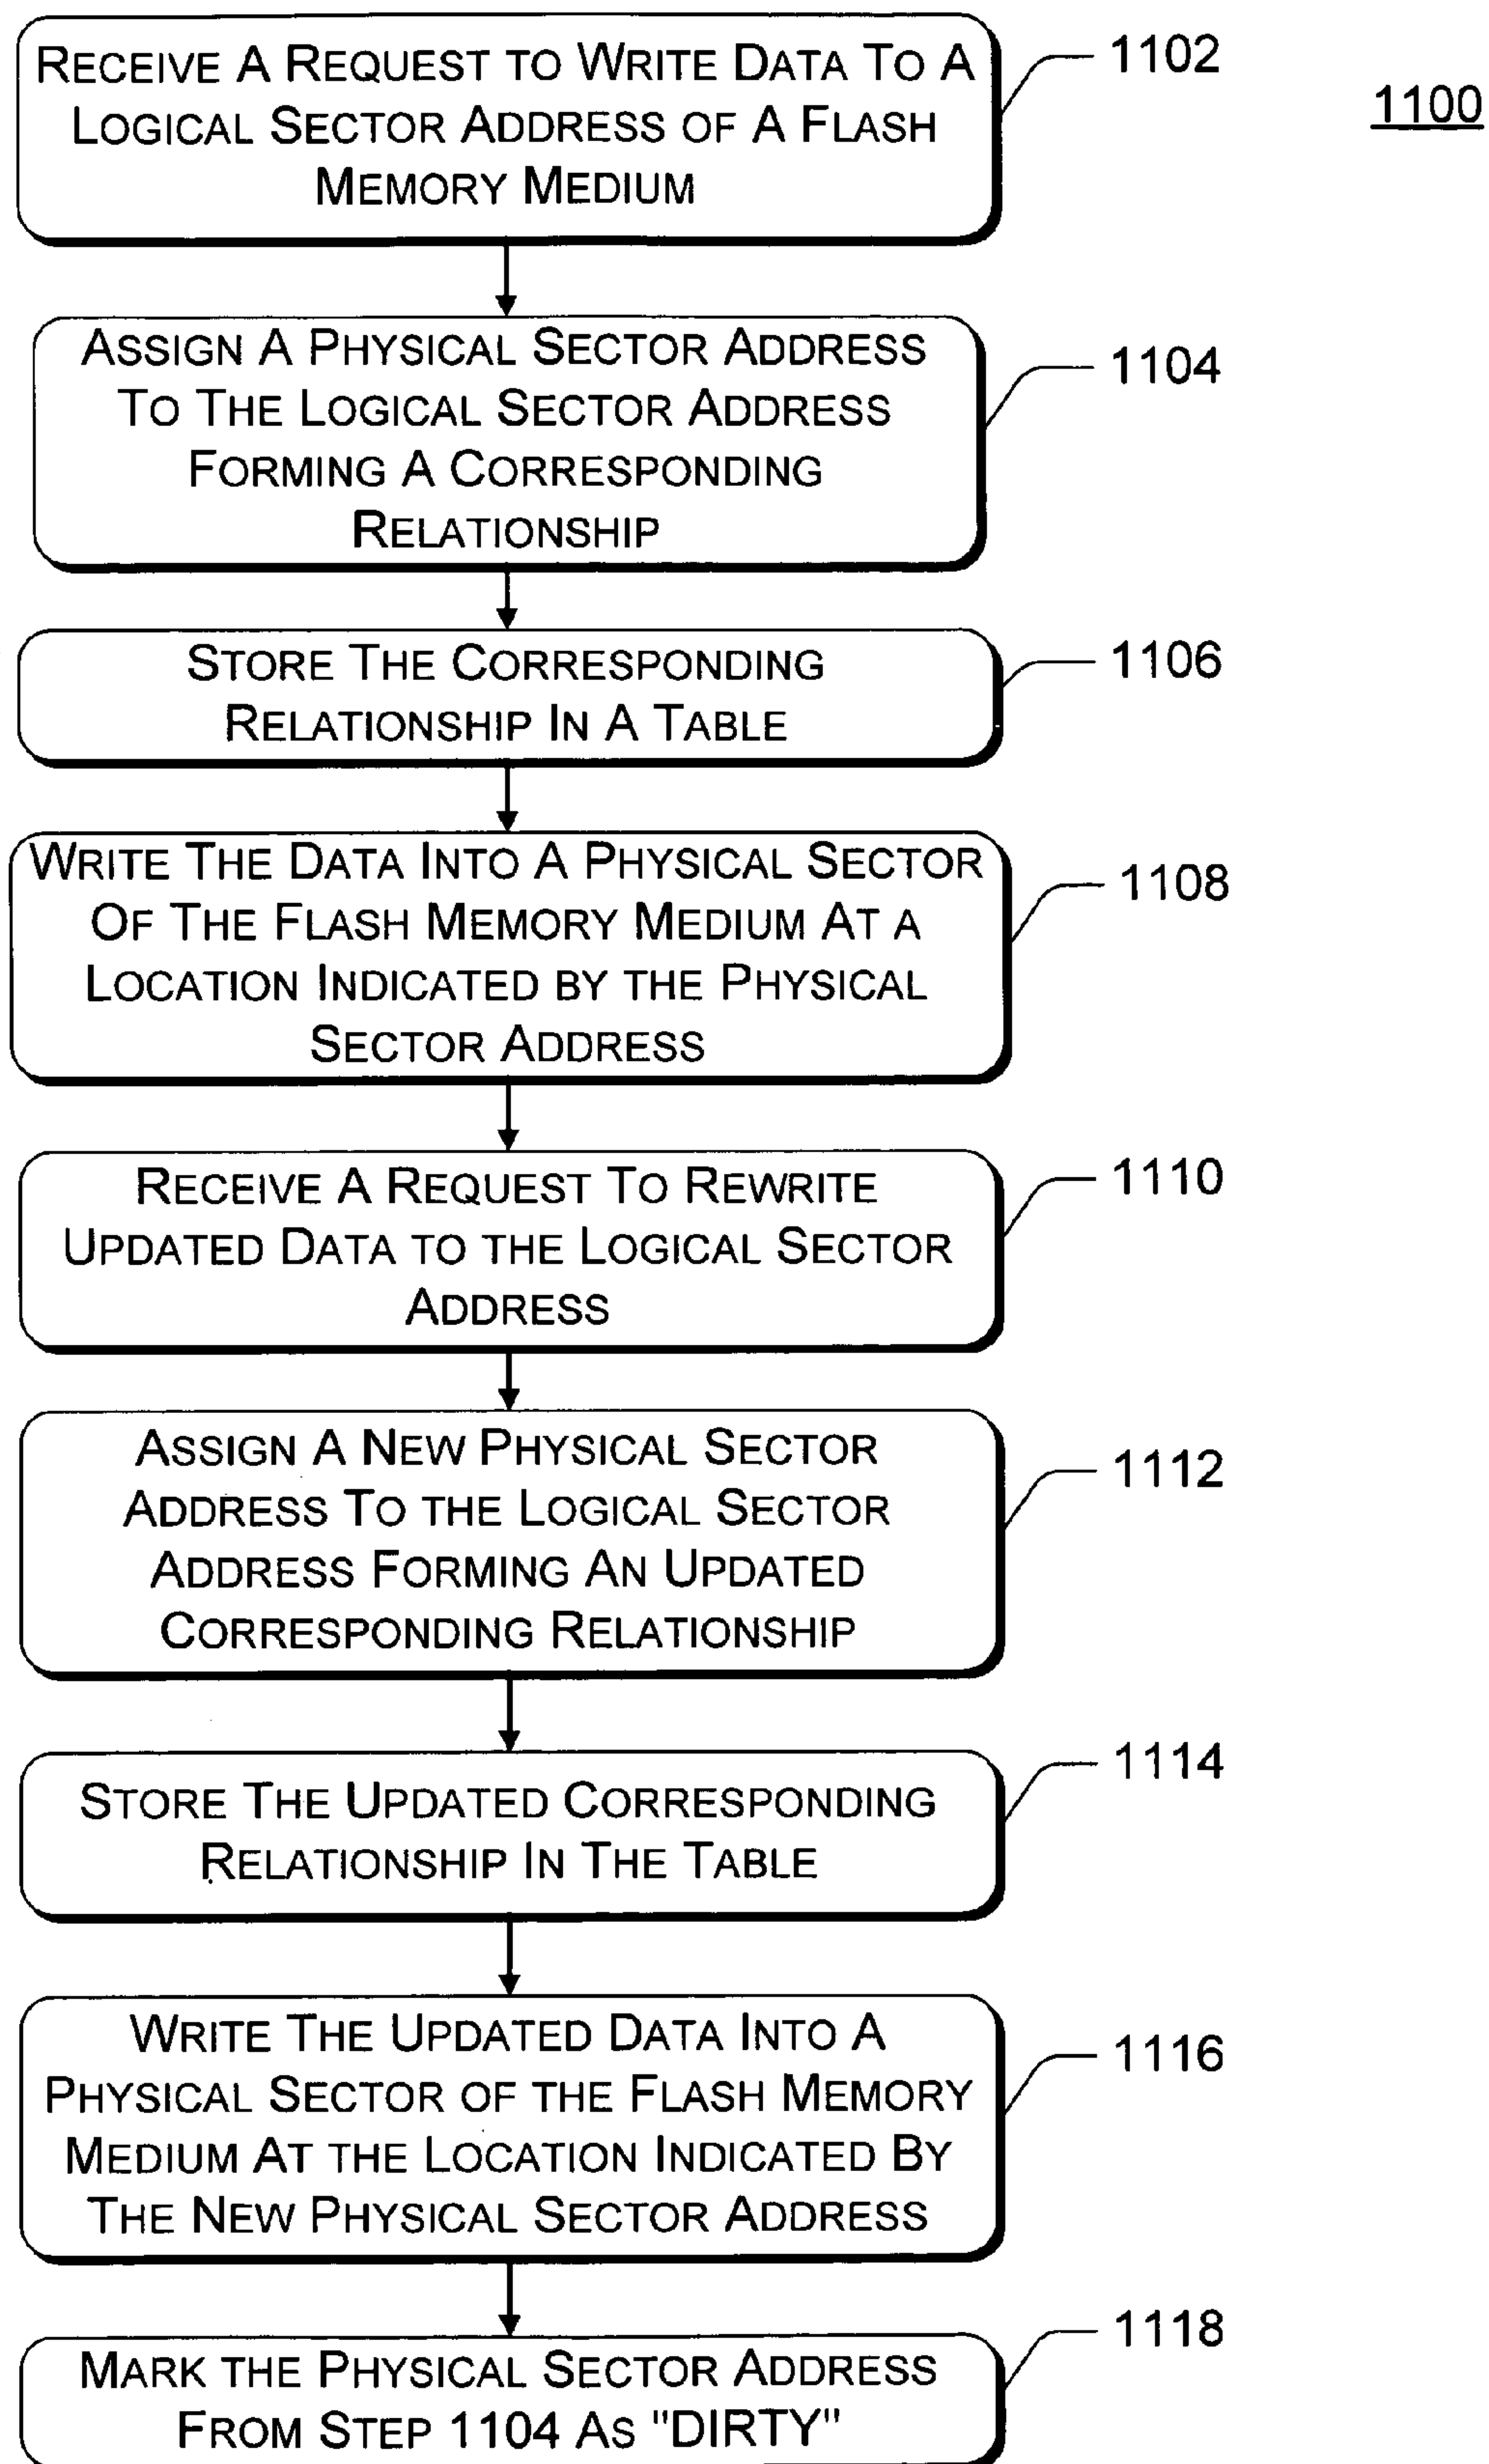 RECEIVE A REQUEST TO WRITE DATA TO A
LOGICAL SECTOR ADDRESS OF A FLASH
MEMORY MEDIUM
1102
1100
ASSIGN A PHYSICAL SECTOR ADDRESS
TO THE LOGICAL SECTOR ADDRESS
FORMING A CORRESPONDING
RELATIONSHIP
1104
STORE THE CORRESPONDING
RELATIONSHIP IN A TABLE
1106
WRITE THE DATA INTO A PHYSICAL SECTOR
OF THE FLASH MEMORY MEDIUM AT A
LOCATION INDICATED BY THE PHYSICAL
SECTOR ADDRESS
1108
RECEIVE A REQUEST TO REWRITE
UPDATED DATA TO THE LOGICAL SECTOR
ADDRESS
1110
ASSIGN A NEW PHYSICAL SECTOR
ADDRESS TO THE LOGICAL SECTOR
ADDRESS FORMING AN UPDATED
CORRESPONDING RELATIONSHIP
1112
STORE THE UPDATED CORRESPONDING
RELATIONSHIP IN THE TABLE
1114
WRITE THE UPDATED DATA INTO A
PHYSICAL SECTOR OF THE FLASH MEMORY
MEDIUM AT THE LOCATION INDICATED BY
THE NEW PHYSICAL SECTOR ADDRESS
1116
MARK THE PHYSICAL SECTOR ADDRESS
FROM STEP 1104 AS "DIRTY"
1118